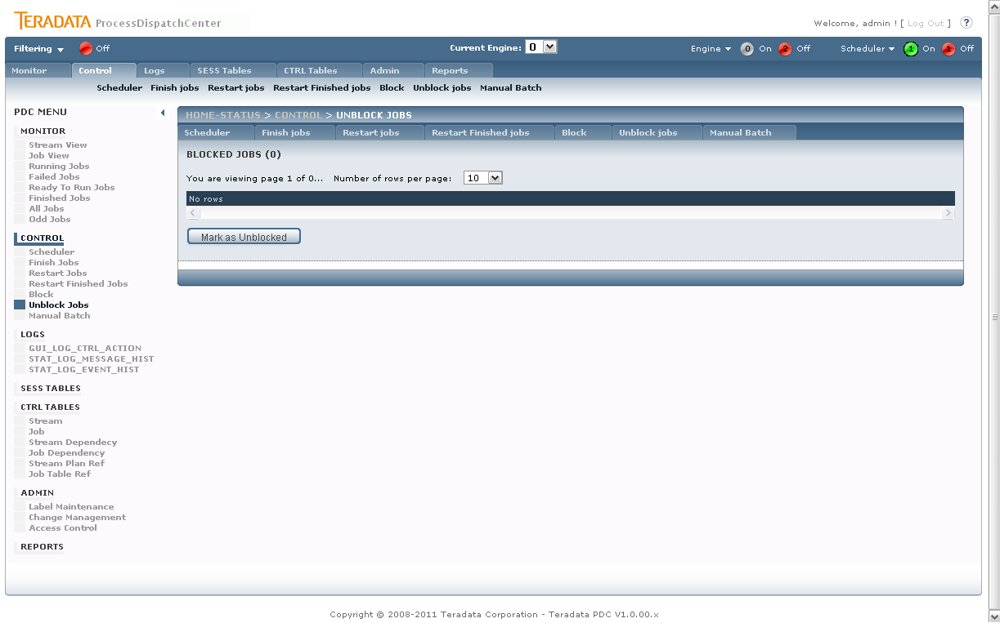 TERADATA ProcessDispatchCenter
Welcome, admin ! [ Log Out ] ?
Filtering Off Current Engine: 0 Engine 0 On 2 Off Scheduler 1 On 1 Off
Monitor Control Logs SESS Tables CTRL Tables Admin Reports
Scheduler Finish jobs Restart jobs Restart Finished jobs Block Unblock jobs Manual Batch
PDC MENU
MONITOR
Stream View
Job View
Running Jobs
Failed Jobs
Ready To Run Jobs
Finished Jobs
All Jobs
Odd Jobs
CONTROL
Scheduler
Finish Jobs
Restart Jobs
Restart Finished Jobs
Block
Unblock Jobs
Manual Batch
LOGS
GUI_LOG_CTRL_ACTION
STAT_LOG_MESSAGE_HIST
STAT_LOG_EVENT_HIST
SESS TABLES
CTRL TABLES
Stream
Job
Stream Dependecy
Job Dependency
Stream Plan Ref
Job Table Ref
ADMIN
Label Maintenance
Change Management
Access Control
REPORTS
HOME-STATUS > CONTROL > UNBLOCK JOBS
Scheduler Finish jobs Restart jobs Restart Finished jobs Block Unblock jobs Manual Batch
BLOCKED JOBS (0)
You are viewing page 1 of 0... Number of rows per page: 10
No rows
Mark as Unblocked
Copyright © 2008-2011 Teradata Corporation - Teradata PDC V1.0.00.x